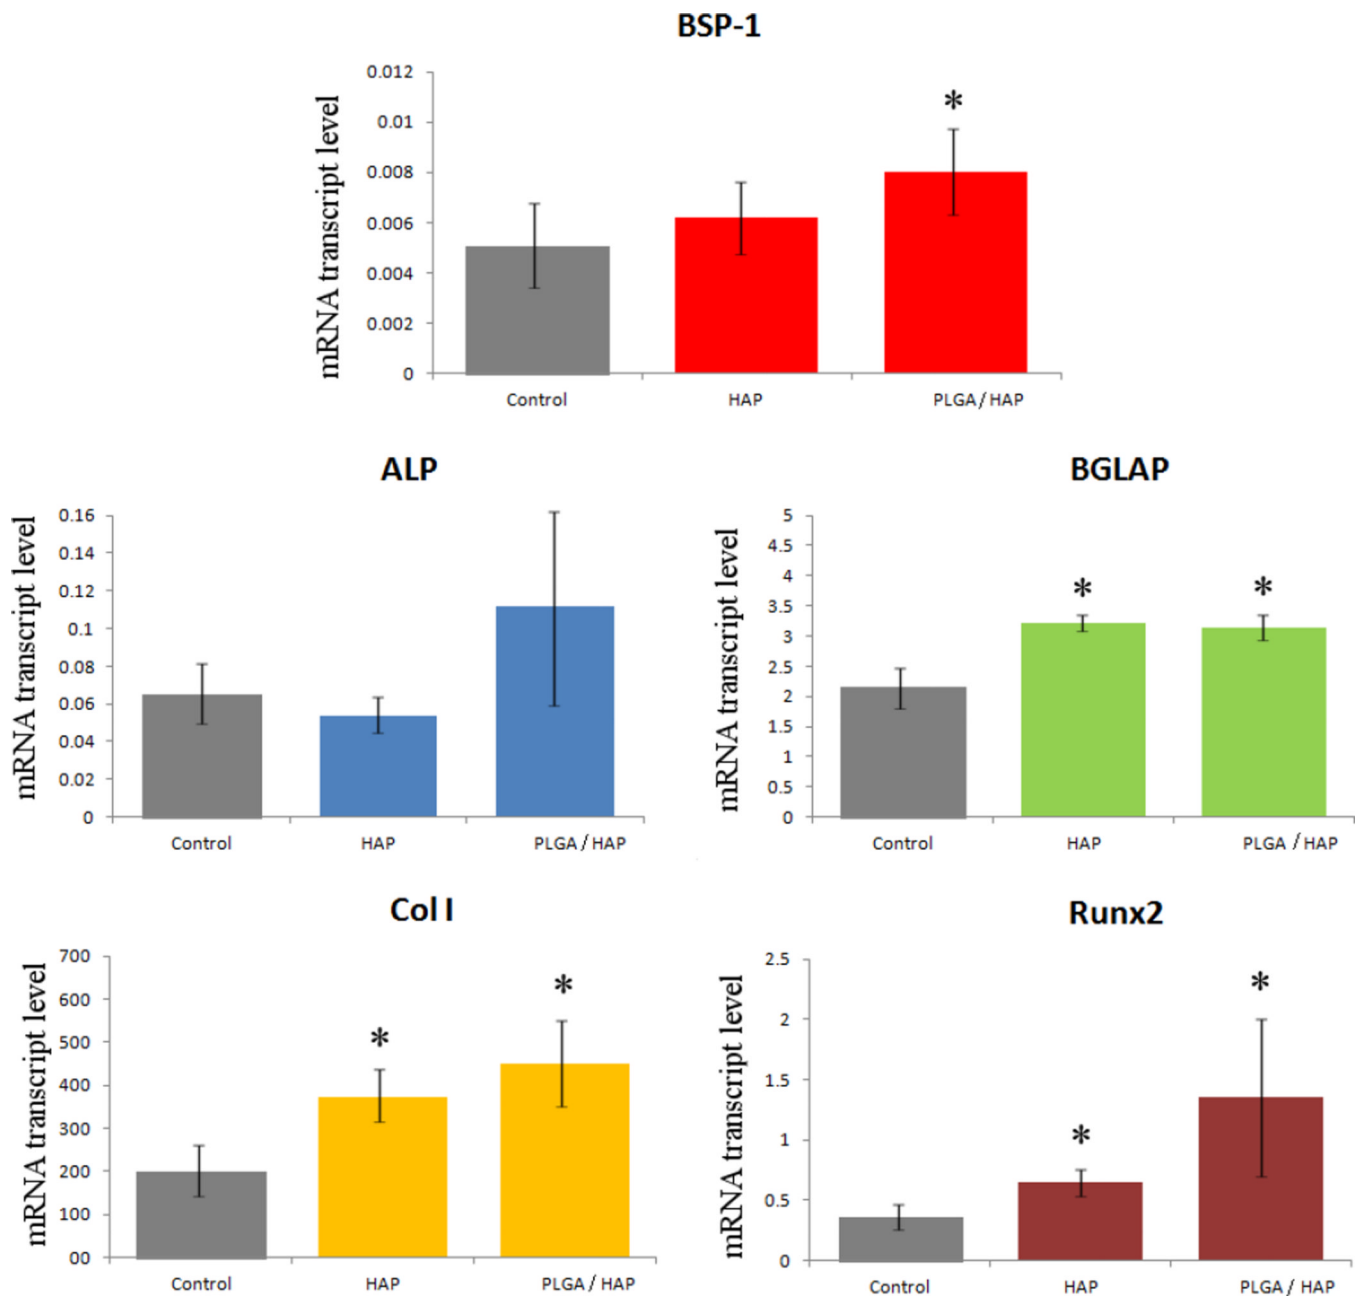 BSP-1
mRNA transcript level
0.012
0.01
0.008
0.006
0.004
0.002
0
*
Control
HAP
PLGA / HAP
ALP
mRNA transcript level
0.16
0.14
0.12
0.1
0.08
0.06
0.04
0.02
0
Control
HAP
PLGA / HAP
BGLAP
mRNA transcript level
5
4.5
4
3.5
3
2.5
2
1.5
1
0.5
0
*
*
Control
HAP
PLGA / HAP
Col I
mRNA transcript level
700
600
500
400
300
200
100
00
*
*
Control
HAP
PLGA / HAP
Runx2
mRNA transcript level
2.5
2
1.5
1
0.5
0
*
*
Control
HAP
PLGA / HAP